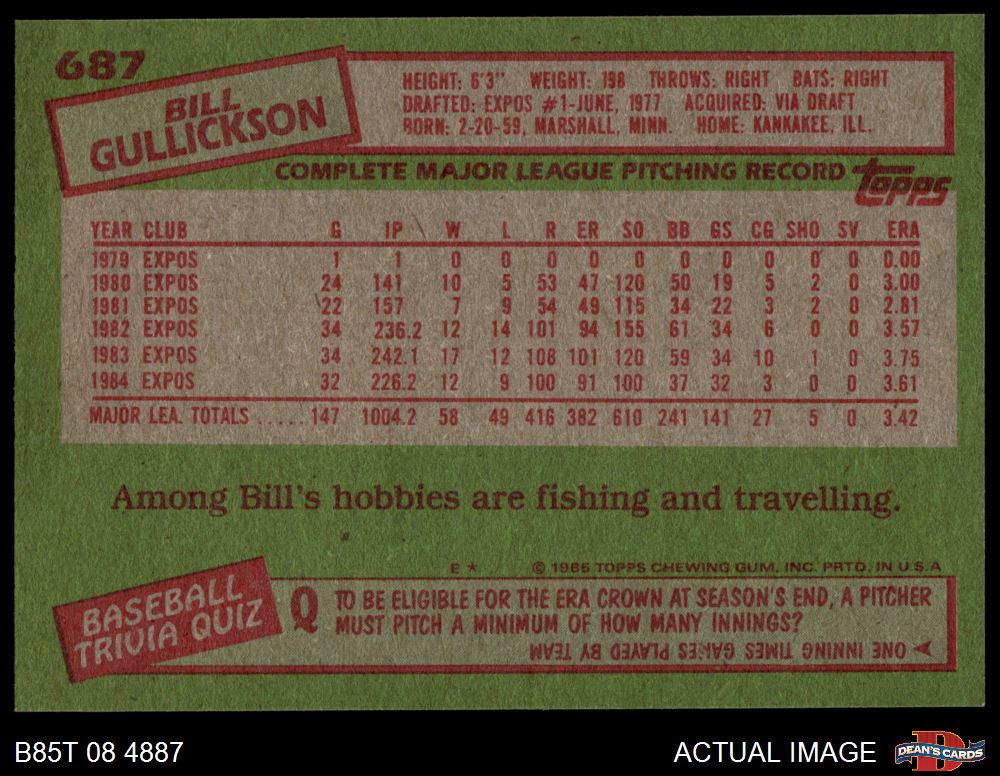 687
BILL
GULLICKSON
HEIGHT: 6'3" WEIGHT: 198 THROWS: RIGHT BATS: RIGHT
DRAFTED: EXPOS #1-JUNE, 1977 ACQUIRED: VIA DRAFT
BORN: 2-20-59, MARSHALL, MINN. HOME: KANKAKEE, ILL.
COMPLETE MAJOR LEAGUE PITCHING RECORD topps
YEAR CLUB G IP W L R ER SO BB GS CG SHO SV ERA
1979 EXPOS 1 1 0 0 0 0 0 0 0 0 0 0 0.00
1980 EXPOS 24 141 10 5 53 47 120 50 19 5 2 0 3.00
1981 EXPOS 22 157 7 9 54 49 115 34 22 3 2 0 2.81
1982 EXPOS 34 236.2 12 14 101 94 155 61 34 6 0 0 3.57
1983 EXPOS 34 242.1 17 12 108 101 120 59 34 10 1 0 3.75
1984 EXPOS 32 226.2 12 9 100 91 100 37 32 3 0 0 3.61
MAJOR LEA. TOTALS ..... 147 1004.2 58 49 416 382 610 241 141 27 5 0 3.42
Among Bill's hobbies are fishing and travelling.
E * © 1985 TOPPS CHEWING GUM, INC. PRTD. IN U.S.A
BASEBALL
TRIVIA QUIZ
Q TO BE ELIGIBLE FOR THE ERA CROWN AT SEASON'S END, A PITCHER
MUST PITCH A MINIMUM OF HOW MANY INNINGS?
ONE INNING TIMES GAMES PLAYED BY TEAM
B85T 08 4887
ACTUAL IMAGE
D
DEAN'S CARDS